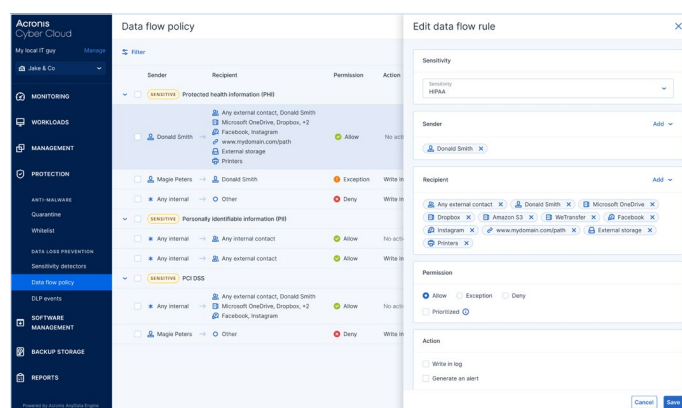 Acronis
Cyber Cloud
My local IT guy Manage
Jake & Co
MONITORING
WORKLOADS
MANAGEMENT
PROTECTION
ANTI-MALWARE
Quarantine
Whitelist
DATA LOSS PREVENTION
Sensitivity detectors
Data flow policy
DLP events
SOFTWARE
MANAGEMENT
BACKUP STORAGE
REPORTS
Powered by Acronis AnyData Engine
Data flow policy
Filter
Sender Recipient Permission Action
SENSITIVE Protected health information (PHI)
Any external contact, Donald Smith
Microsoft OneDrive, Dropbox, +2
Facebook, Instagram
Donald Smith → www.mydomain.com/path Allow No acti
External storage
Printers
Magie Peters → Donald Smith Exception Write in
Any internal → Other Deny Write in
SENSITIVE Personally identifiable information (PII)
Any internal → Any internal contact Allow No actio
Any internal → Any external contact Allow Write in
SENSITIVE PCI DSS
Any external contact, Donald Smith
Any internal → Microsoft OneDrive, Dropbox, +2 Allow No actio
Facebook, Instagram
Magie Peters → Other Deny Write in
Edit data flow rule
Sensitivity
Sensitivity
HIPAA
Sender Add
Donald Smith
Recipient Add
Any external contact Donald Smith Microsoft OneDrive
Dropbox Amazon S3 WeTransfer Facebook
Instagram www.mydomain.com/path External storage
Printers
Permission
Allow Exception Deny
Prioritized
Action
Write in log
Generate an alert
Cancel Save